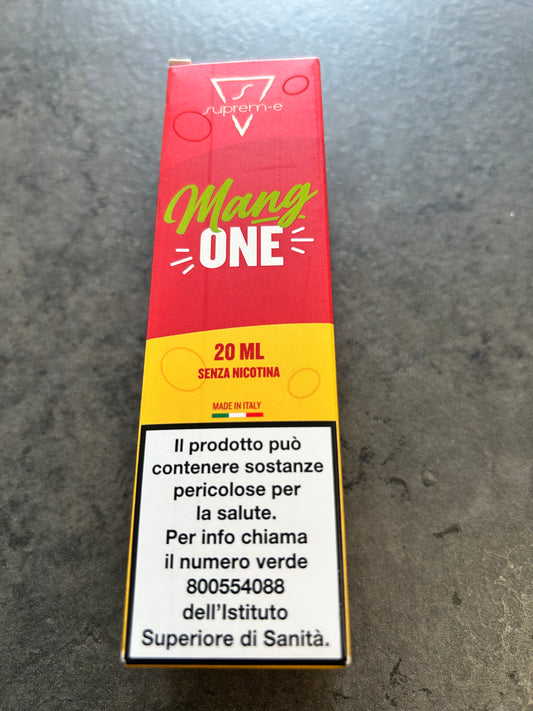 S
suprem-e
Mang
ONE
20 ML
SENZA NICOTINA
MADE IN ITALY
Il prodotto può
contenere sostanze
pericolose per
la salute.
Per info chiama
il numero verde
800554088
dell'Istituto
Superiore di Sanità.